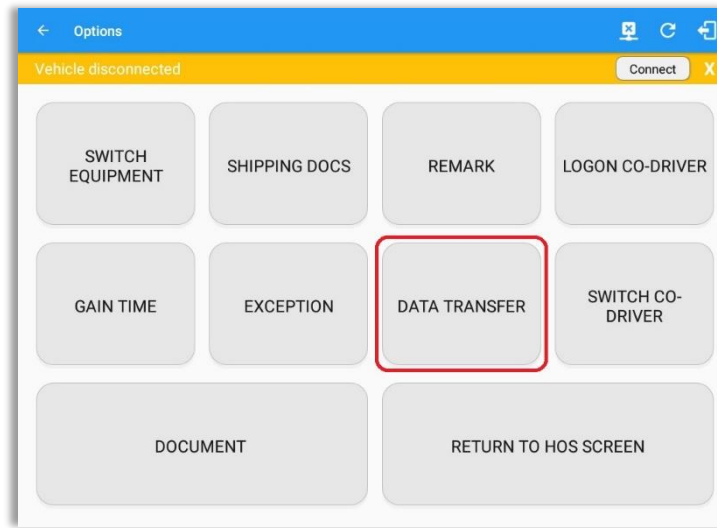 Options
Vehicle disconnected
Connect X
SWITCH
EQUIPMENT
SHIPPING DOCS
REMARK
LOGON CO-DRIVER
GAIN TIME
EXCEPTION
DATA TRANSFER
SWITCH CO-
DRIVER
DOCUMENT
RETURN TO HOS SCREEN